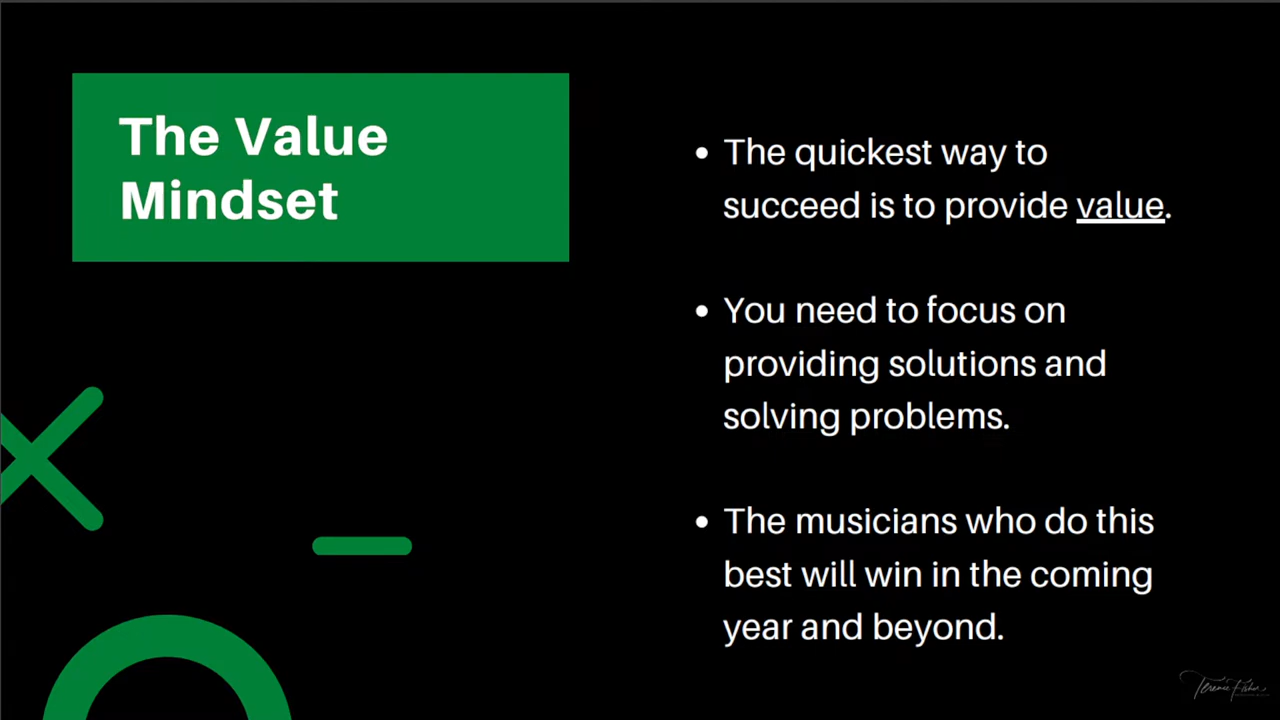 The Value
Mindset
• The quickest way to
succeed is to provide value.
• You need to focus on
providing solutions and
solving problems.
• The musicians who do this
best will win in the coming
year and beyond.